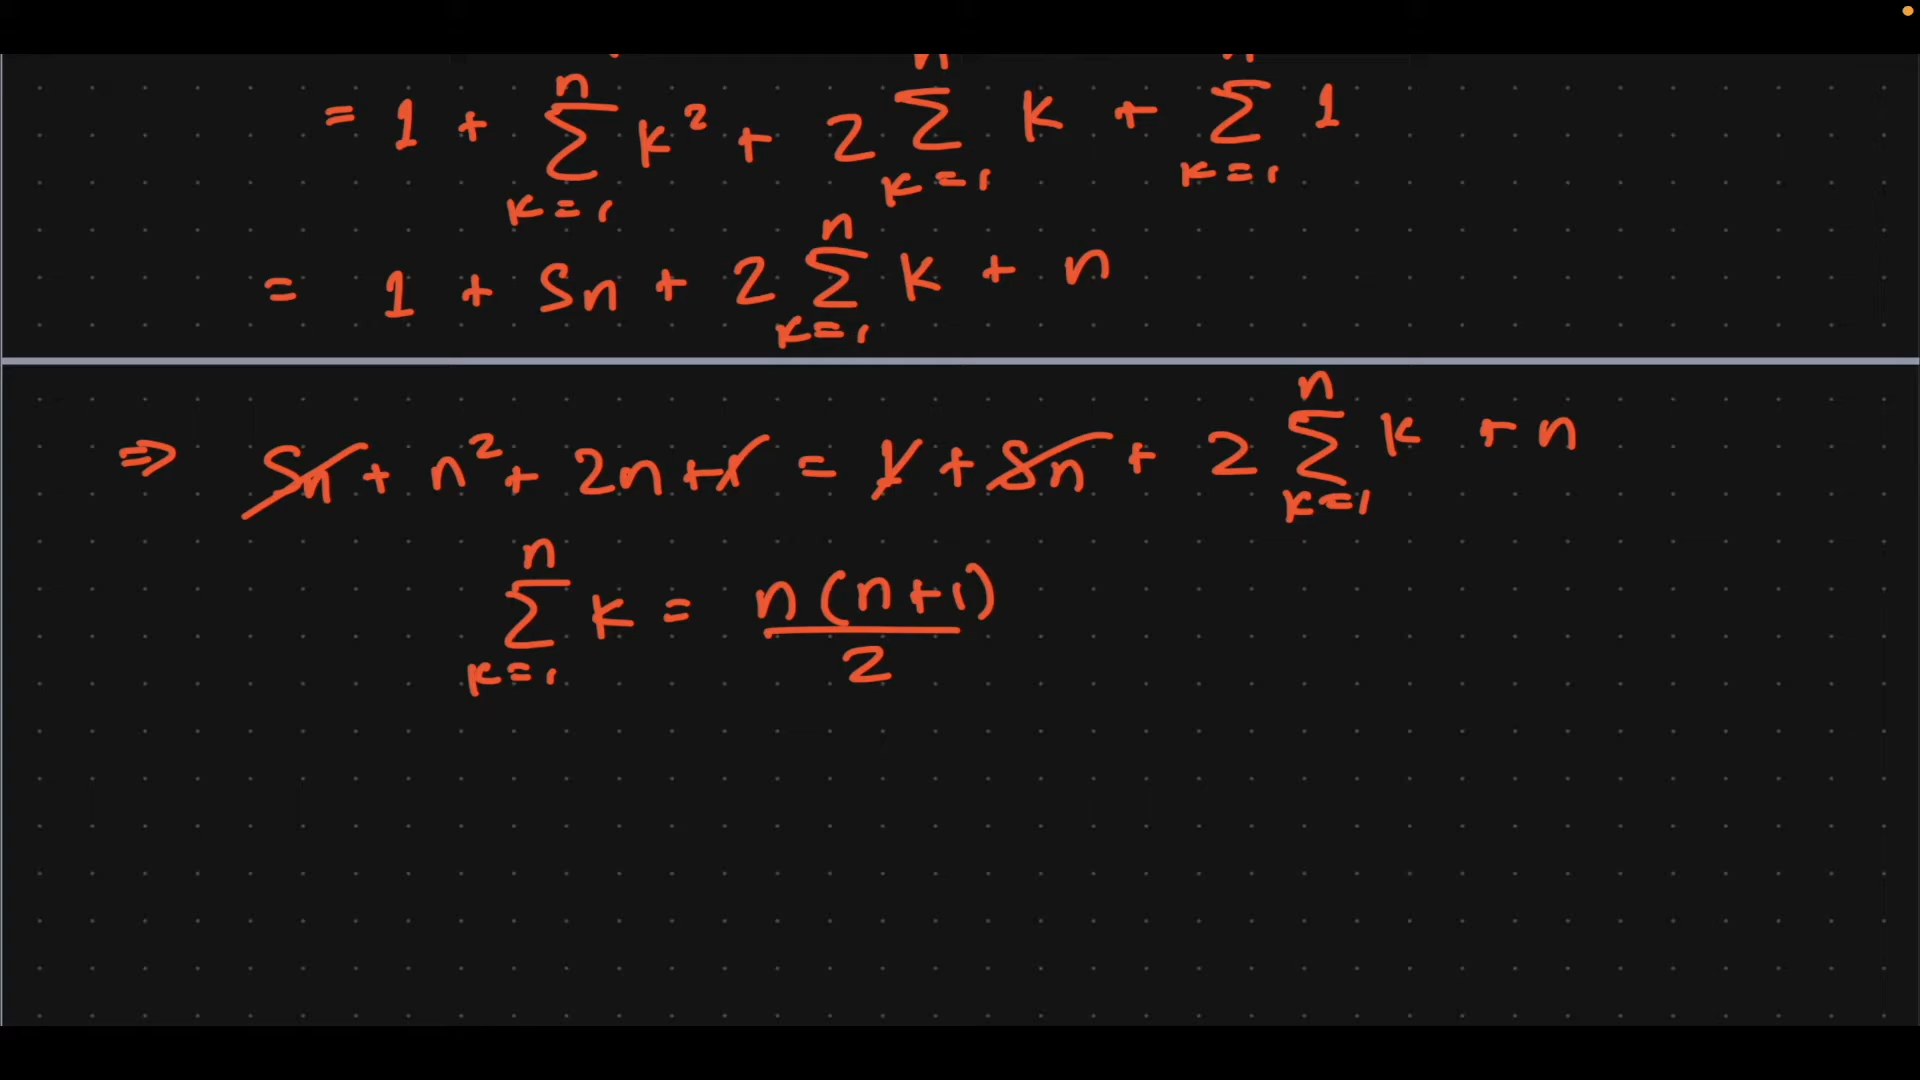 = 1 + ∑_{k=1}^{n} k² + 2 ∑_{k=1}^{n} k + ∑_{k=1}^{n} 1
= 1 + Sn + 2 ∑_{k=1}^{n} k + n
⇒ Sn + n² + 2n + 1 = 1 + Sn + 2 ∑_{k=1}^{n} k + n
∑_{k=1}^{n} k = n(n+1)/2